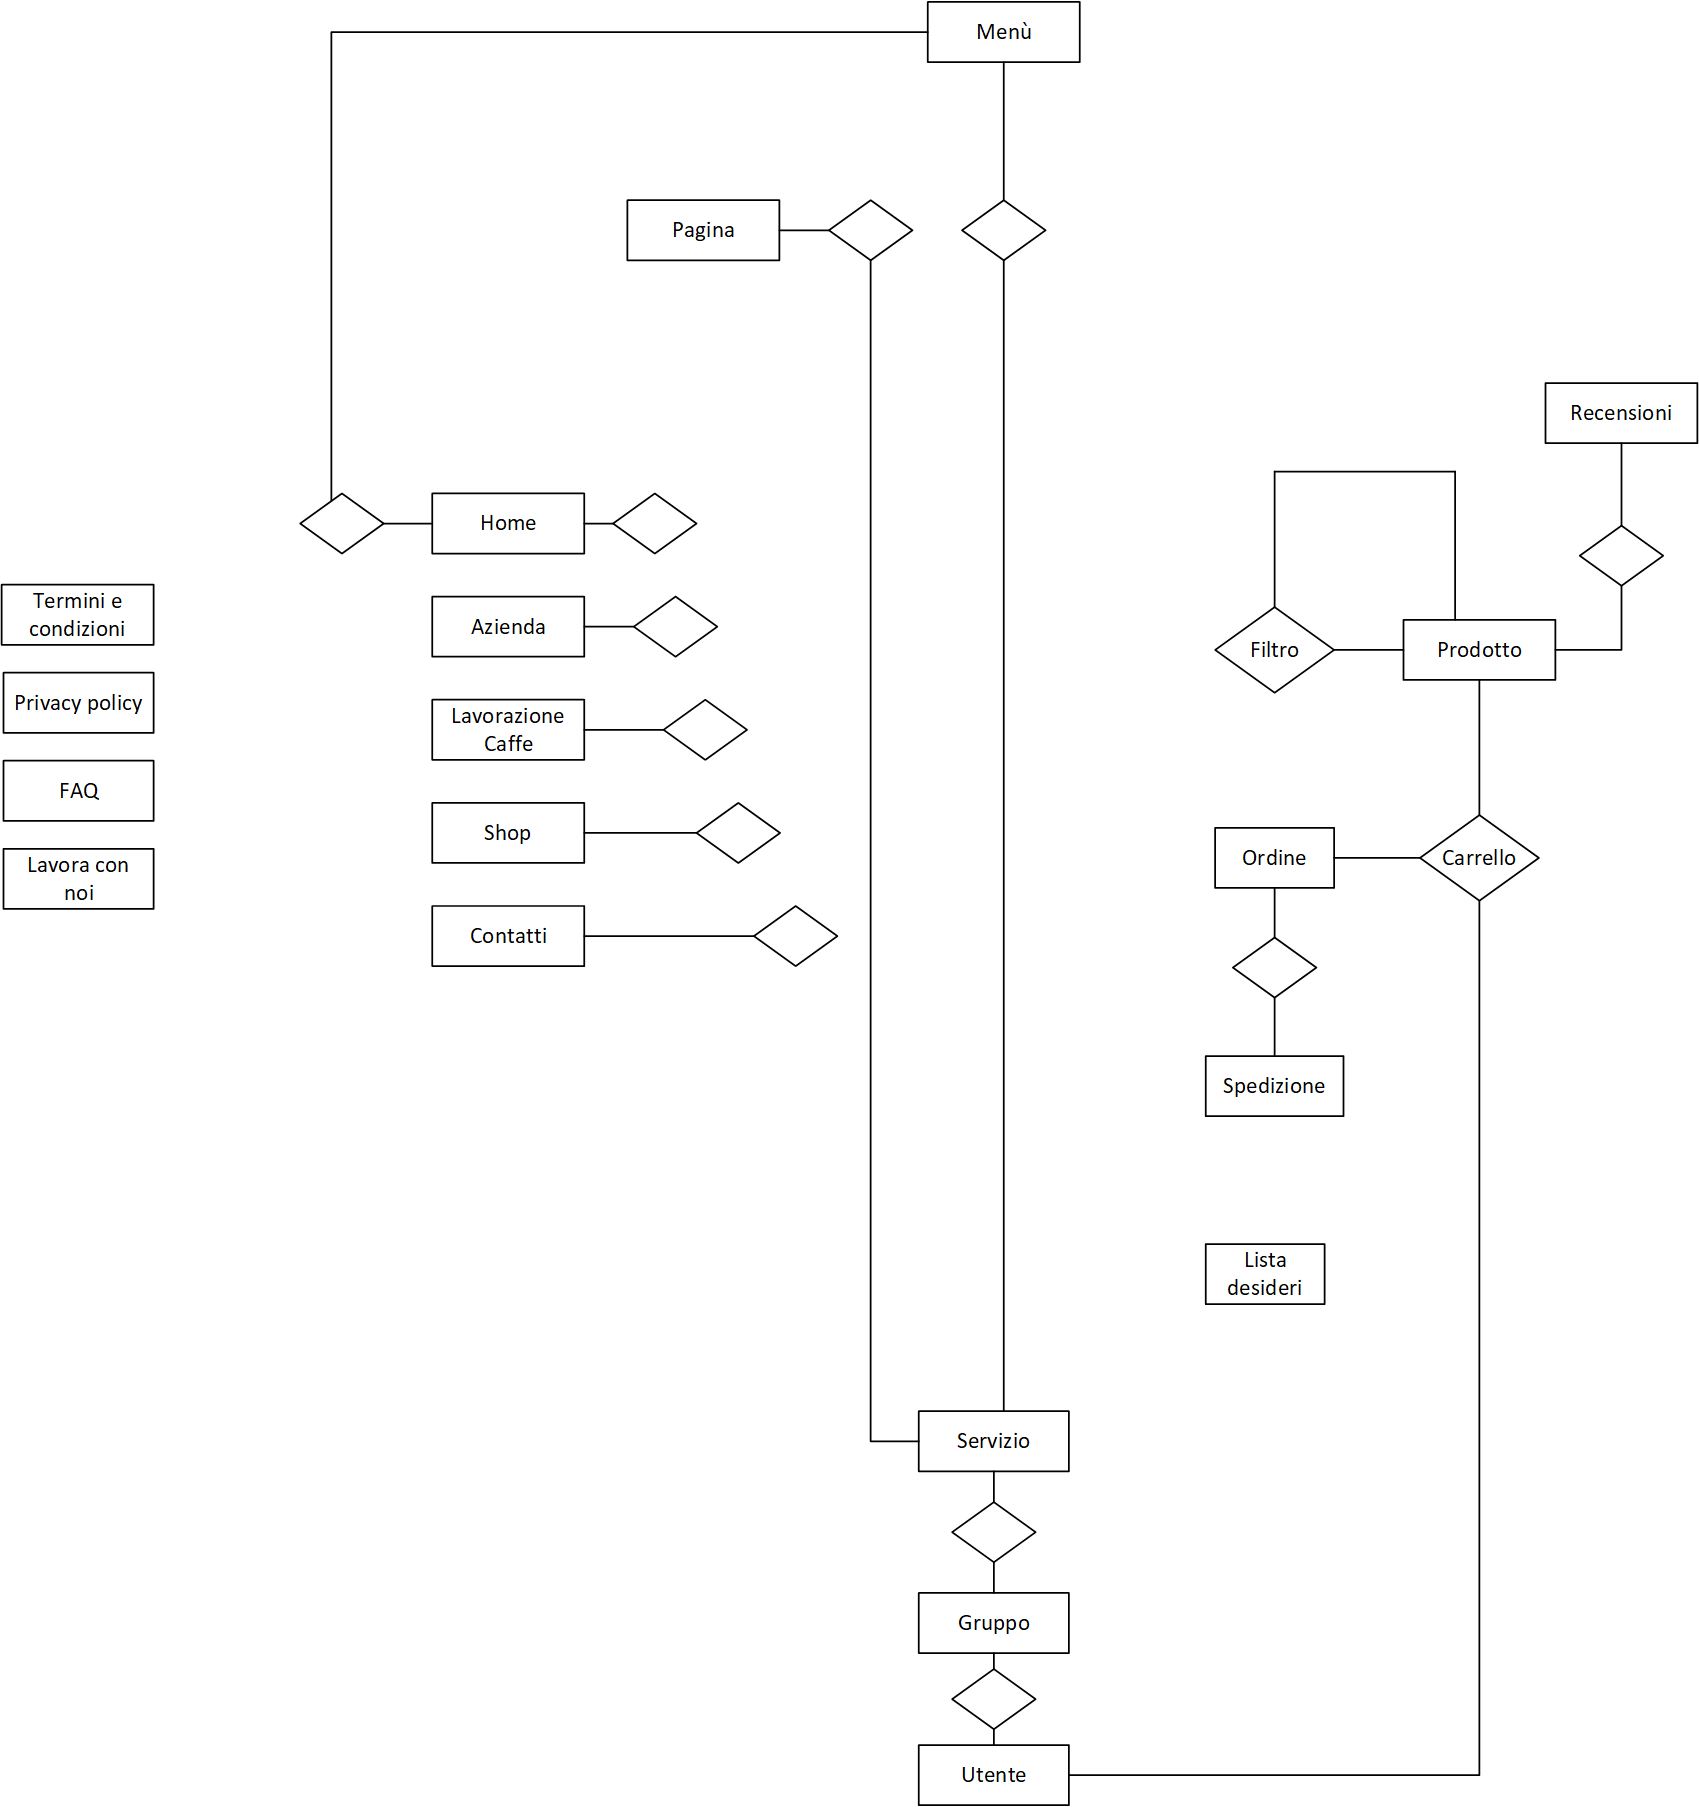 Menù
Pagina
Recensioni
Home
Termini e
condizioni
Azienda
Filtro
Prodotto
Privacy policy
Lavorazione
Caffe
FAQ
Shop
Lavora con
noi
Ordine
Carrello
Contatti
Spedizione
Lista
desideri
Servizio
Gruppo
Utente